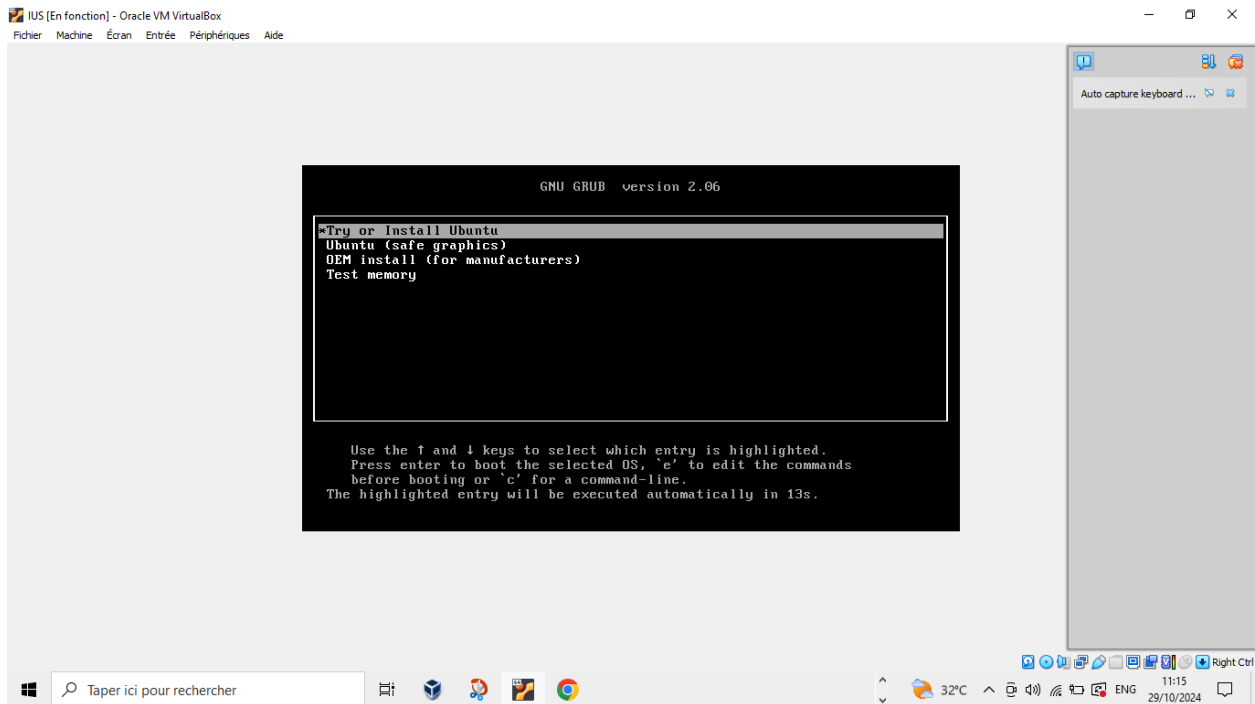 IUS [En fonction] - Oracle VM VirtualBox
Fichier Machine Écran Entrée Périphériques Aide
Auto capture keyboard ...
GNU GRUB version 2.06
*Try or Install Ubuntu
Ubuntu (safe graphics)
OEM install (for manufacturers)
Test memory
Use the ↑ and ↓ keys to select which entry is highlighted.
Press enter to boot the selected OS, `e' to edit the commands
before booting or `c' for a command-line.
The highlighted entry will be executed automatically in 13s.
Right Ctrl
Taper ici pour rechercher
32°C
ENG
11:15
29/10/2024